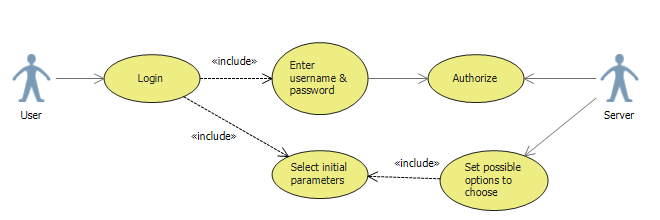 «include»
Enter
username &
password
Login
Authorize
User
Server
«include»
«include»
Select initial
parameters
Set possible
options to
choose